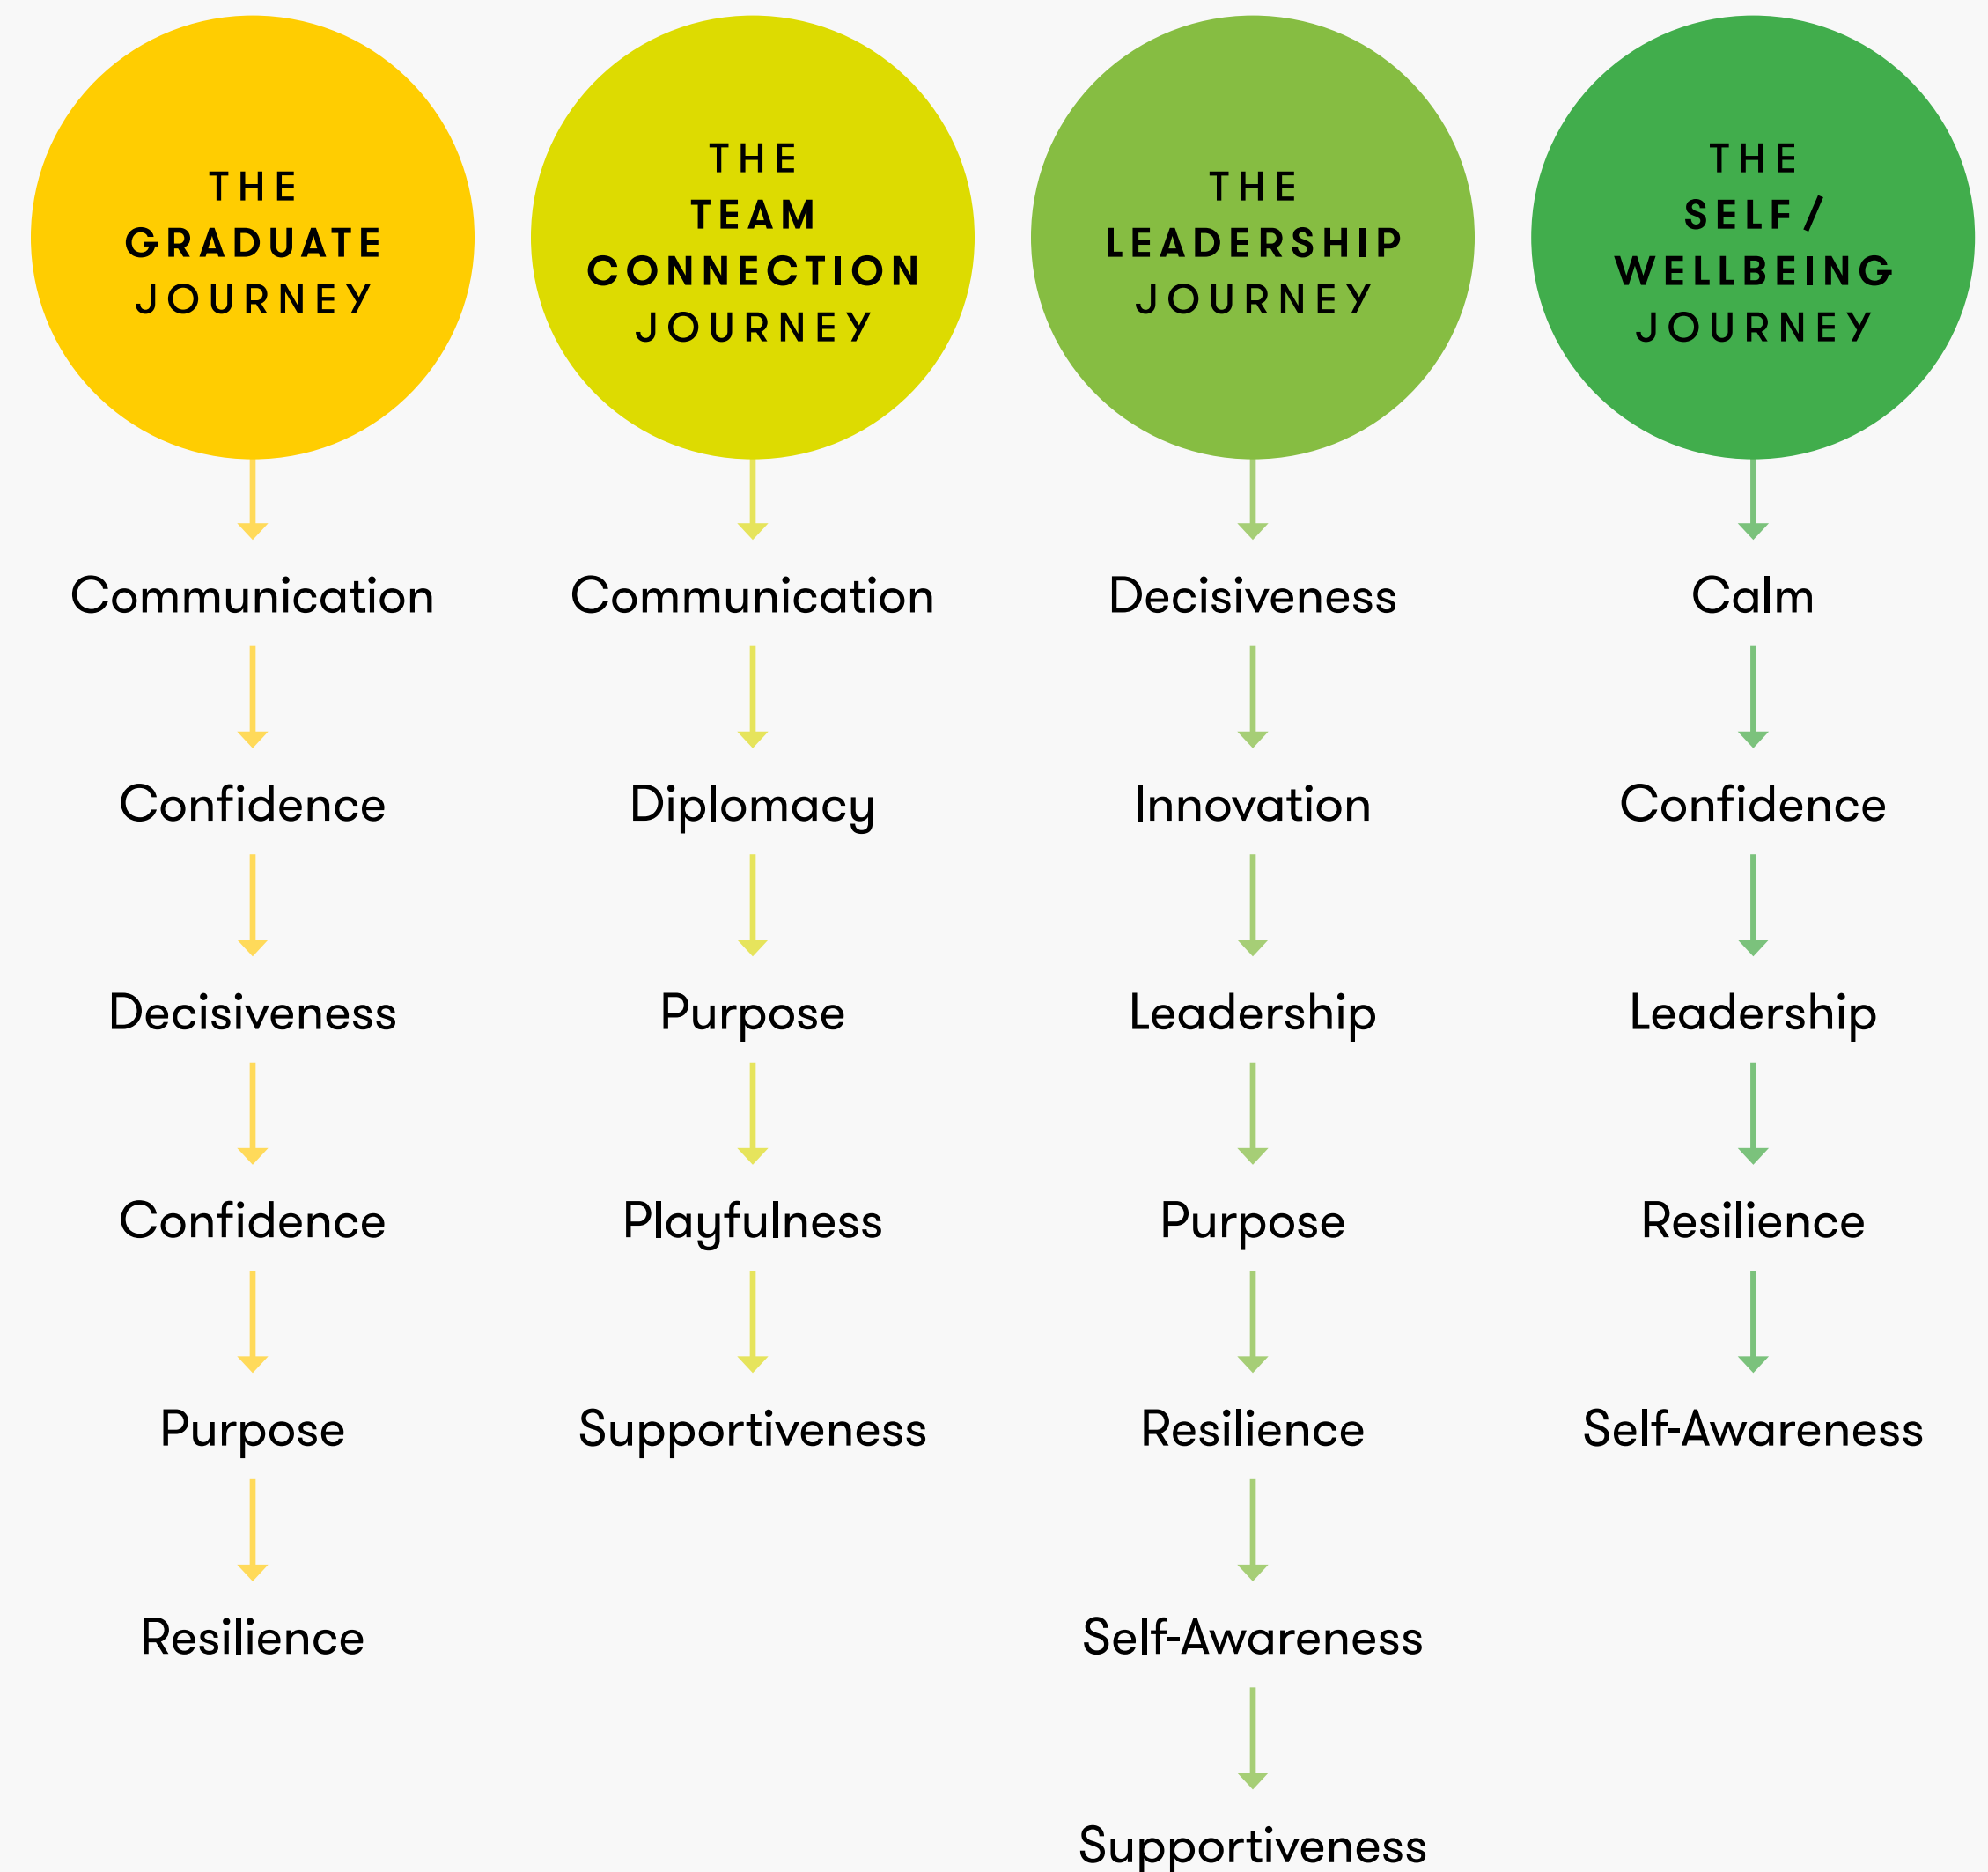 THE
GRADUATE
JOURNEY
Communication
Confidence
Decisiveness
Confidence
Purpose
Resilience
THE
TEAM
CONNECTION
JOURNEY
Communication
Diplomacy
Purpose
Playfulness
Supportiveness
THE
LEADERSHIP
JOURNEY
Decisiveness
Innovation
Leadership
Purpose
Resilience
Self-Awareness
Supportiveness
THE
SELF/
WELLBEING
JOURNEY
Calm
Confidence
Leadership
Resilience
Self-Awareness